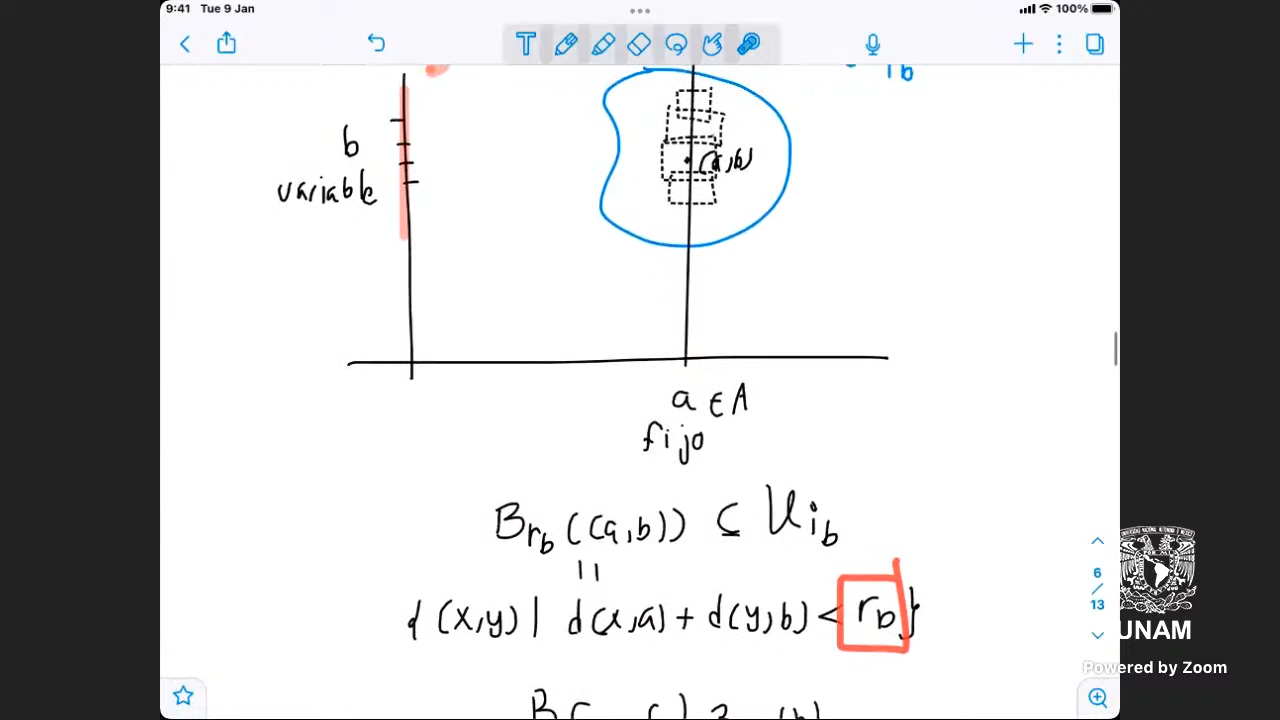 9:41 Tue 9 Jan
100%
b
variable
(a,b)
a ∈ A
fijo
B_{r_b}((a,b)) ⊆ U_{i_b}
=
{(x,y) | d(x,a) + d(y,b) < r_b}
6
/
13
UNAM
Powered by Zoom